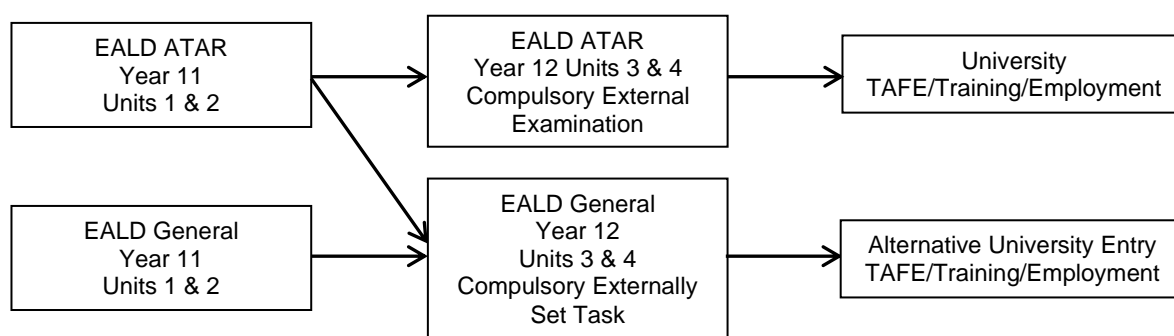 EALD ATAR
Year 11
Units 1 & 2
EALD ATAR
Year 12 Units 3 & 4
Compulsory External
Examination
University
TAFE/Training/Employment
EALD General
Year 11
Units 1 & 2
EALD General
Year 12
Units 3 & 4
Compulsory Externally
Set Task
Alternative University Entry
TAFE/Training/Employment